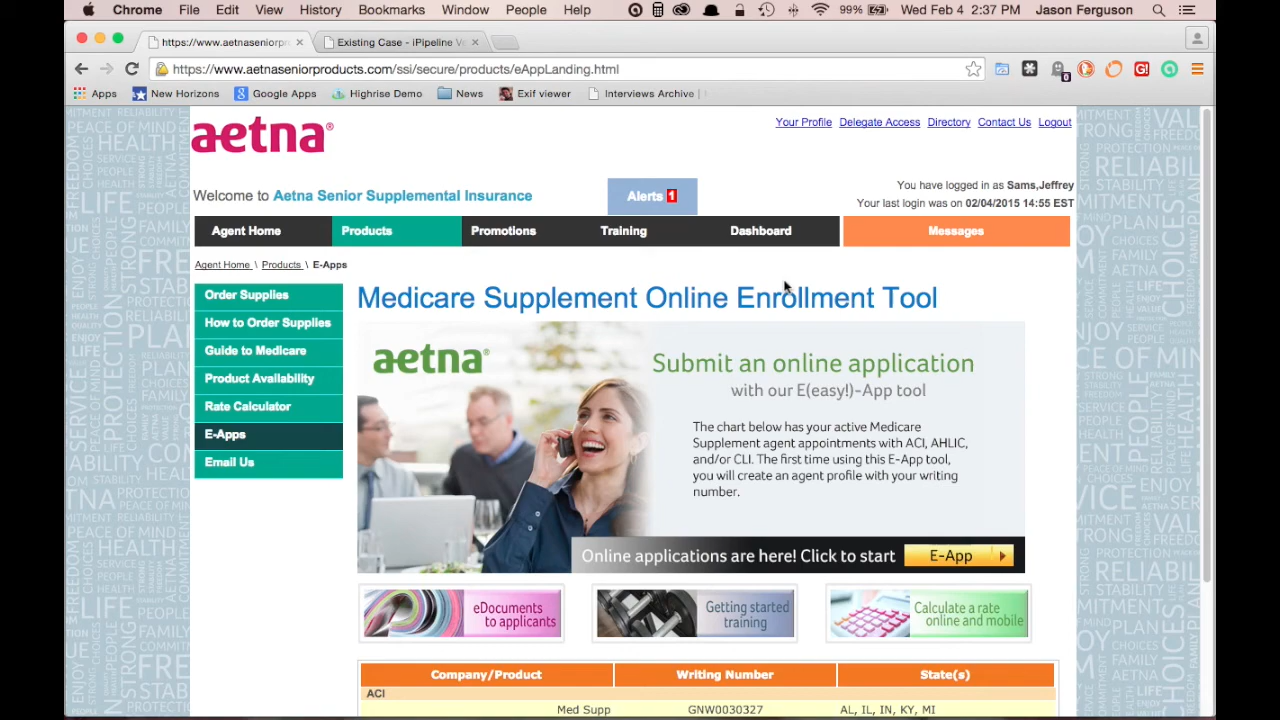 Chrome File Edit View History Bookmarks Window People Help 99% Wed Feb 4 2:37 PM Jason Ferguson
https://www.aetnaseniorpr Existing Case - iPipeline Ve
https://www.aetnaseniorproducts.com/ssi/secure/products/eAppLanding.html
Apps New Horizons Google Apps Highrise Demo News Exif viewer Interviews Archive |
aetna®
Your Profile Delegate Access Directory Contact Us Logout
Welcome to Aetna Senior Supplemental Insurance
Alerts 1
You have logged in as Sams,Jeffrey
Your last login was on 02/04/2015 14:55 EST
Agent Home Products Promotions Training Dashboard Messages
Agent Home \ Products \ E-Apps
Order Supplies
How to Order Supplies
Guide to Medicare
Product Availability
Rate Calculator
E-Apps
Email Us
Medicare Supplement Online Enrollment Tool
aetna®
Submit an online application
with our E(easy!)-App tool
The chart below has your active Medicare
Supplement agent appointments with ACI, AHLIC,
and/or CLI. The first time using this E-App tool,
you will create an agent profile with your writing
number.
Online applications are here! Click to start E-App
eDocuments
to applicants
Getting started
training
Calculate a rate
online and mobile
Company/Product Writing Number State(s)
ACI
Med Supp GNW0030327 AL, IL, IN, KY, MI